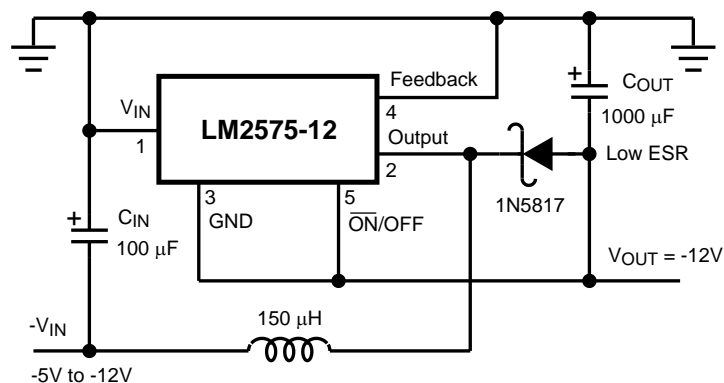 Feedback
+
COUT
1000 μF
VIN
4
LM2575-12
Output
1
2
Low ESR
3
5
1N5817
+
CIN
100 μF
GND
O̅N̅/OFF
VOUT = -12V
150 μH
-VIN
-5V to -12V